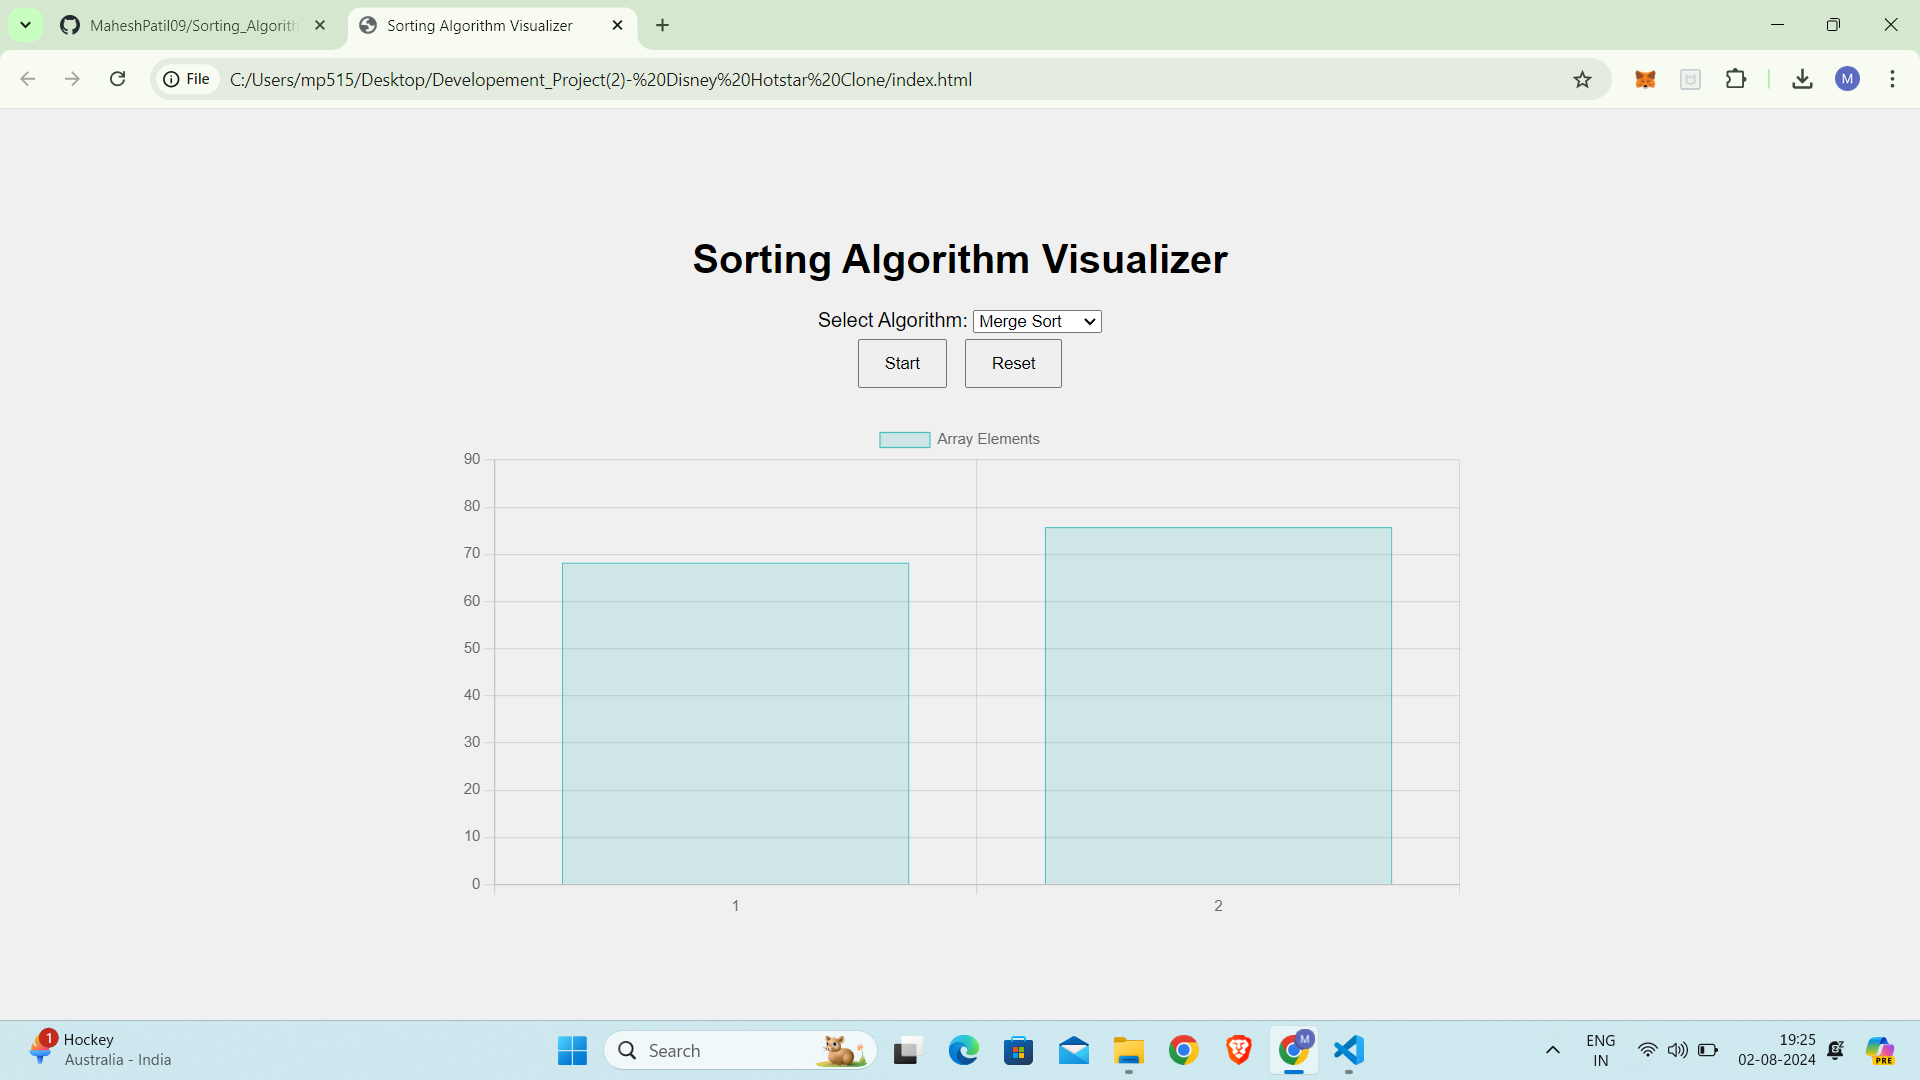 MaheshPatil09/Sorting_Algorith
Sorting Algorithm Visualizer
File
C:/Users/mp515/Desktop/Developement_Project(2)-%20Disney%20Hotstar%20Clone/index.html
M
Sorting Algorithm Visualizer
Select Algorithm: Merge Sort
Start Reset
Array Elements
90
80
70
60
50
40
30
20
10
0
1 2
1
Hockey
Australia - India
Search
M
ENG
IN
19:25
02-08-2024
PRE